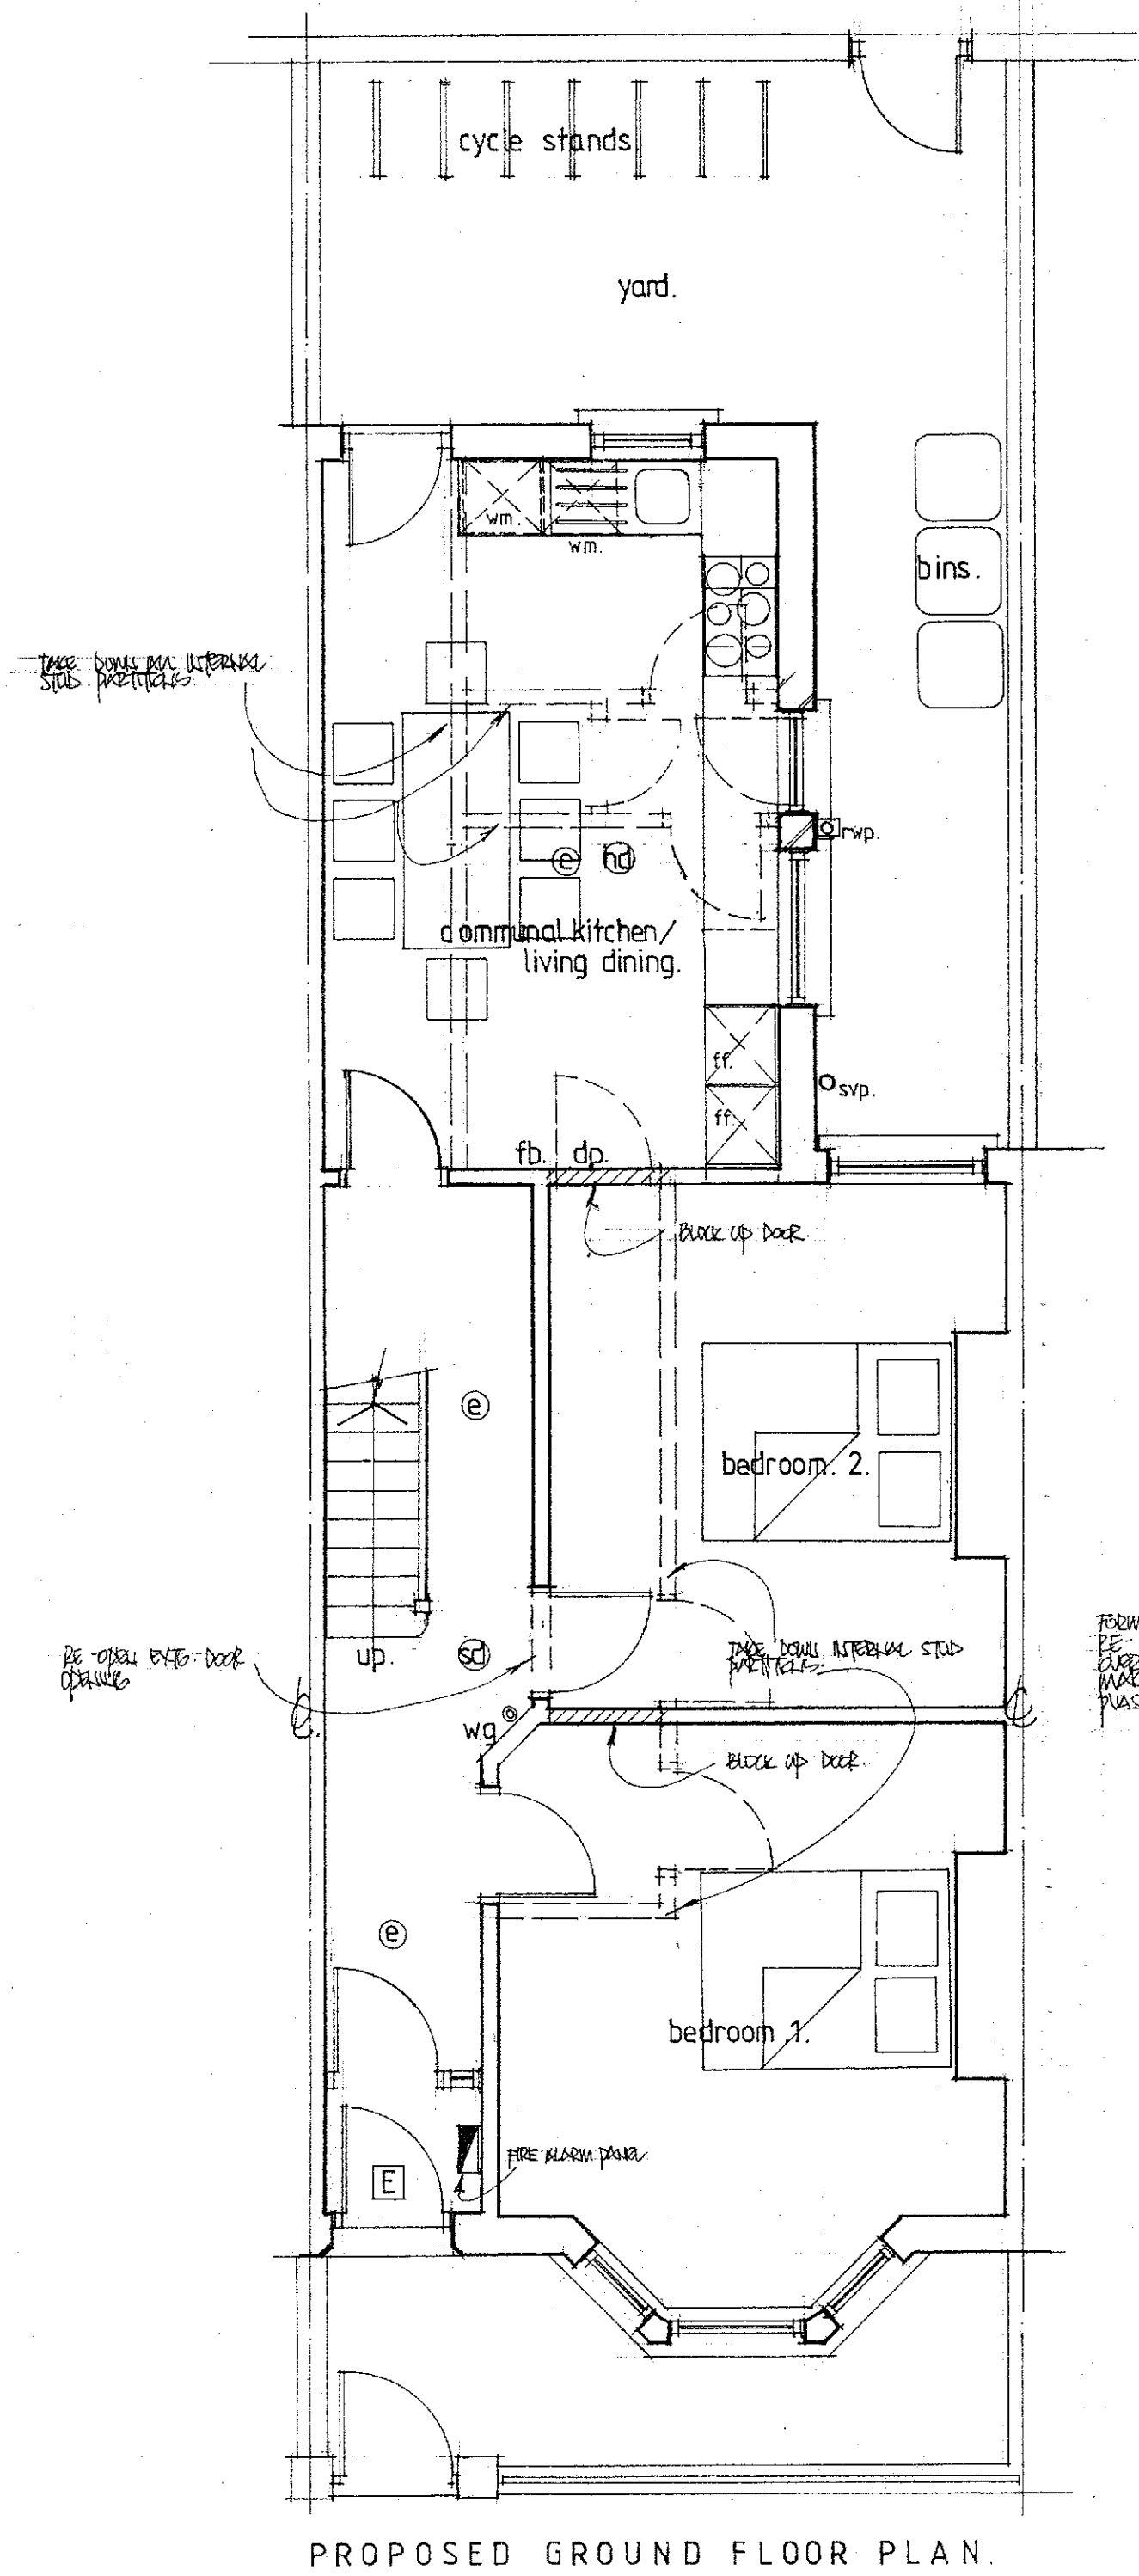 cycle stands
yard.
wm.
wm.
bins.
TAKE DOWN ALL INTERNAL
STUD PARTITIONS
rwp.
e hd
communal kitchen/
living dining.
ff.
svp.
ff.
fb. dp.
BLOCK UP DOOR.
e
bedroom. 2.
RE-OPEN EXTG. DOOR
OPENING
up.
sd
TAKE DOWN INTERNAL STUD
PARTITIONS.
FORM
RE-
wg
BLOCK UP DOOR.
e
bedroom 1.
FIRE ALARM PANEL
E
PROPOSED GROUND FLOOR PLAN.